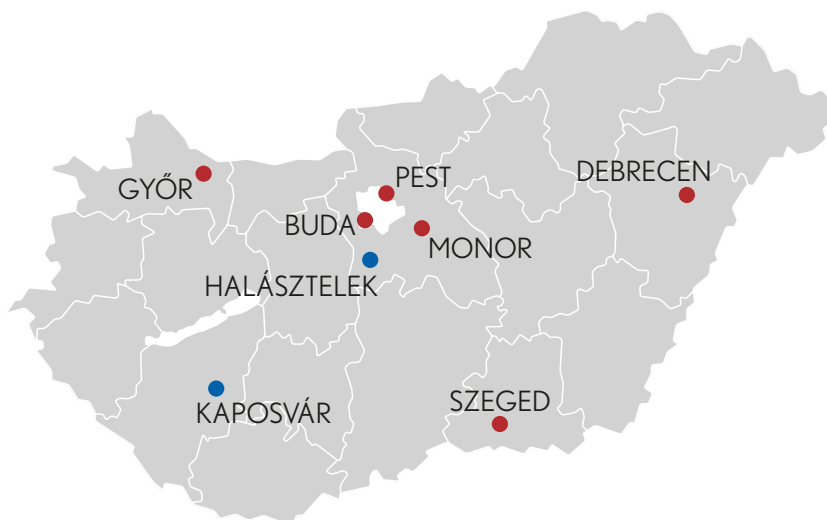 PEST
DEBRECEN
GYŐR
BUDA
MONOR
HALÁSZTELEK
SZEGED
KAPOSVÁR